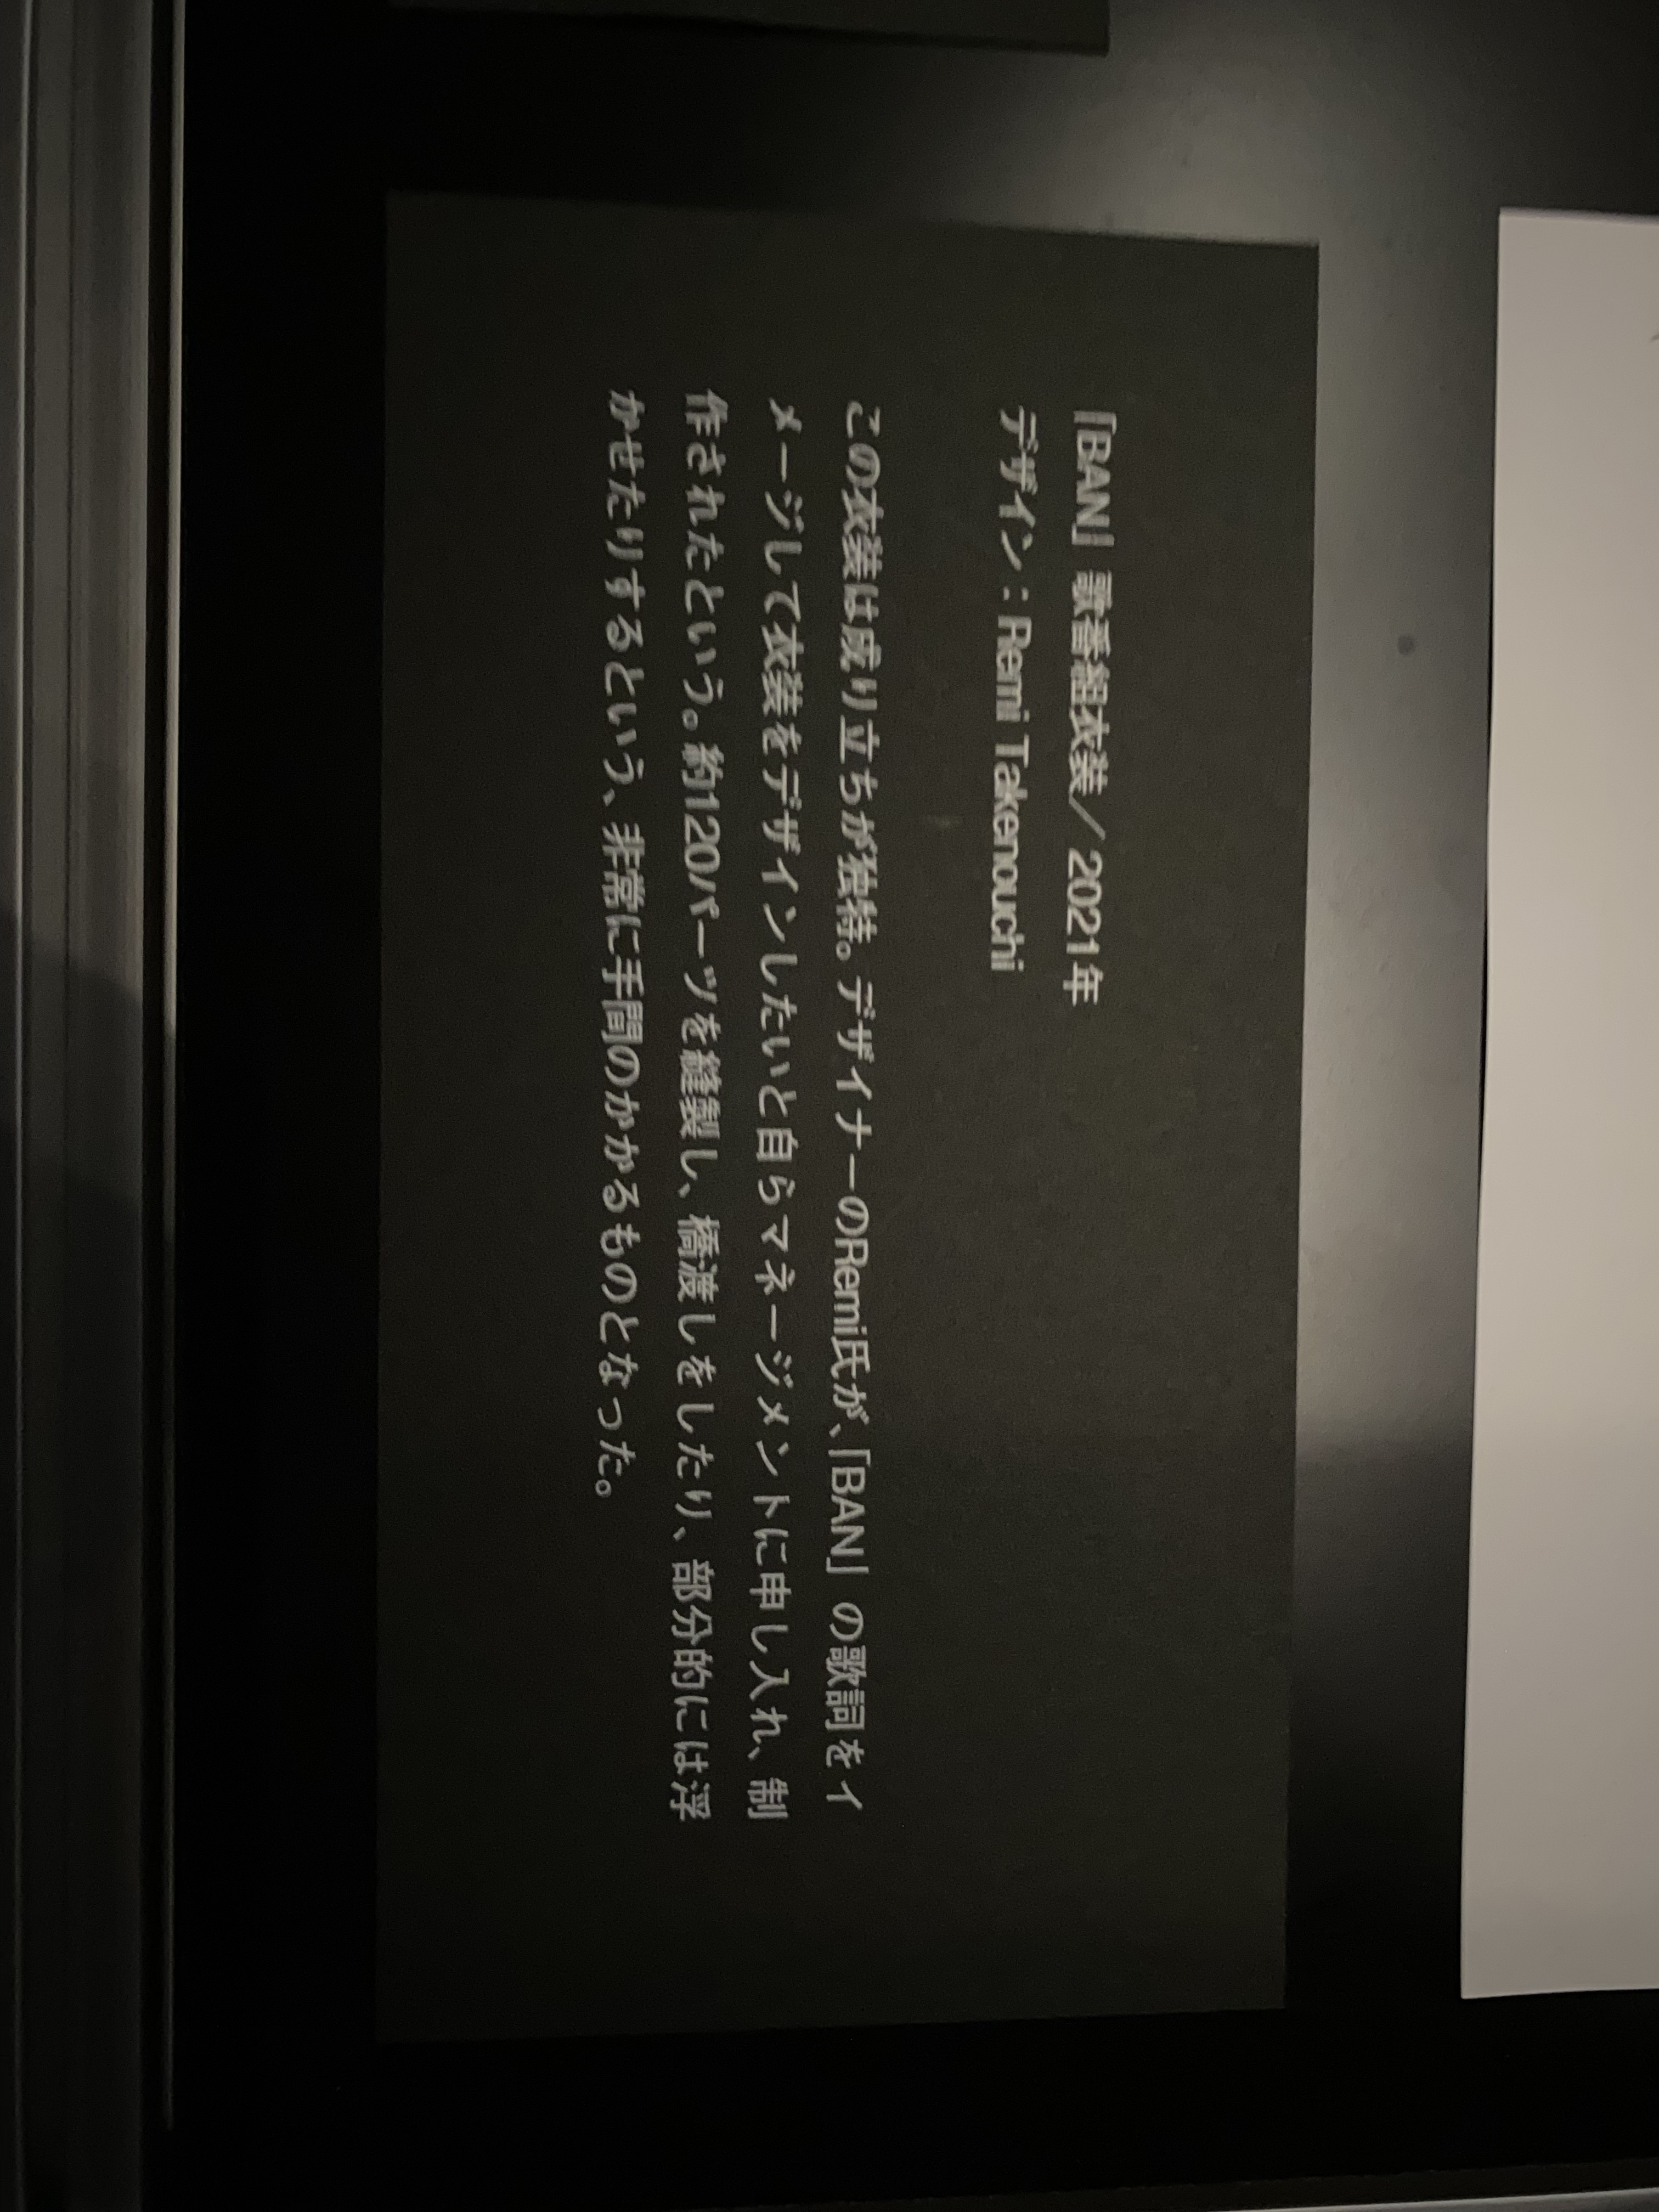 「BAN」歌番組衣装／2021年
デザイン：Remi Takenouchi
この衣装は成り立ちが独特。デザイナーのRemi氏が、「BAN」の歌詞をイ
メージして衣装をデザインしたいと自らマネージメントに申し入れ、制
作されたという。約120パーツを縫製し、橋渡しをしたり、部分的には浮
かせたりするという、非常に手間のかかるものとなった。